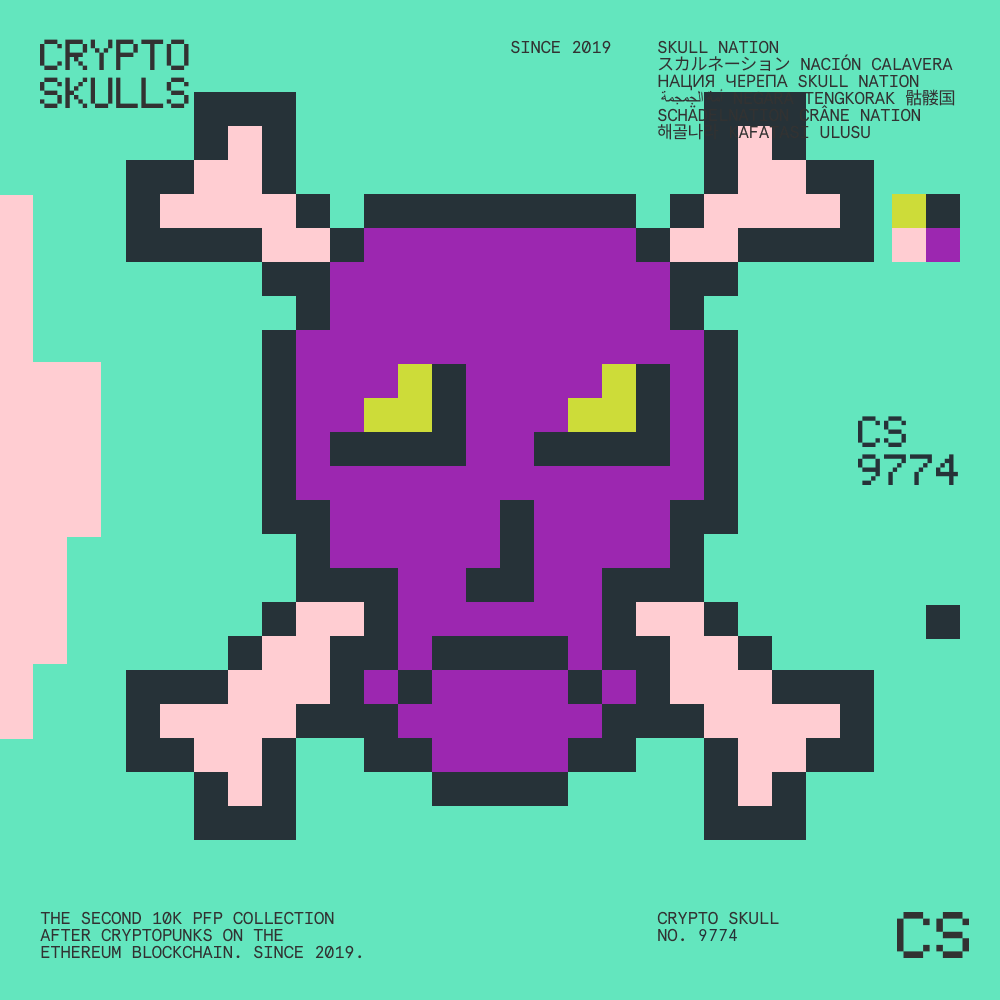 CRYPTO
SKULLS
SINCE 2019
SKULL NATION
スカルネーション NACIÓN CALAVERA
НАЦИЯ ЧЕРЕПА SKULL NATION
الجمجمة TENGKORAK 骷髅国
CRÂNE NATION
해골나 ULUSU
CS
9774
THE SECOND 10K PFP COLLECTION
AFTER CRYPTOPUNKS ON THE
ETHEREUM BLOCKCHAIN. SINCE 2019.
CRYPTO SKULL
NO. 9774
CS